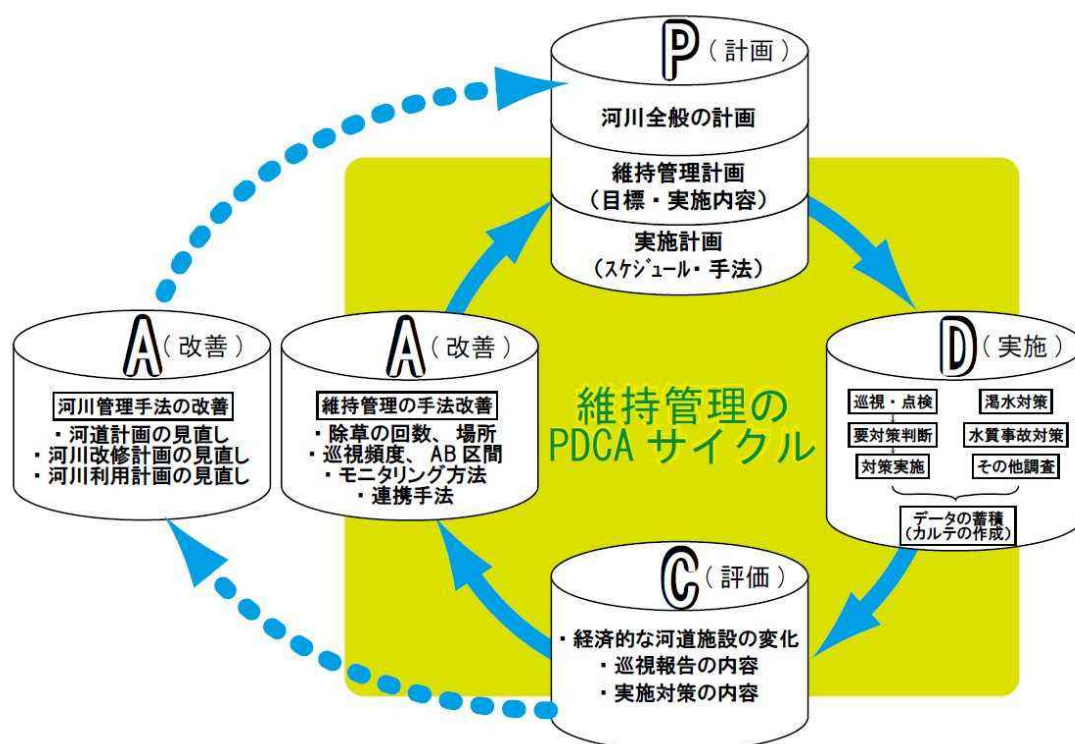 P（計画）
河川全般の計画
維持管理計画
（目標・実施内容）
実施計画
（ｽｹｼﾞｭｰﾙ・手法）
A（改善）
河川管理手法の改善
・河道計画の見直し
・河川改修計画の見直し
・河川利用計画の見直し
A（改善）
維持管理の手法改善
・除草の回数、場所
・巡視頻度、AB区間
・モニタリング方法
・連携手法
維持管理の
PDCAサイクル
D（実施）
巡視・点検
要対策判断
対策実施
渇水対策
水質事故対策
その他調査
データの蓄積
（カルテの作成）
C（評価）
・経済的な河道施設の変化
・巡視報告の内容
・実施対策の内容